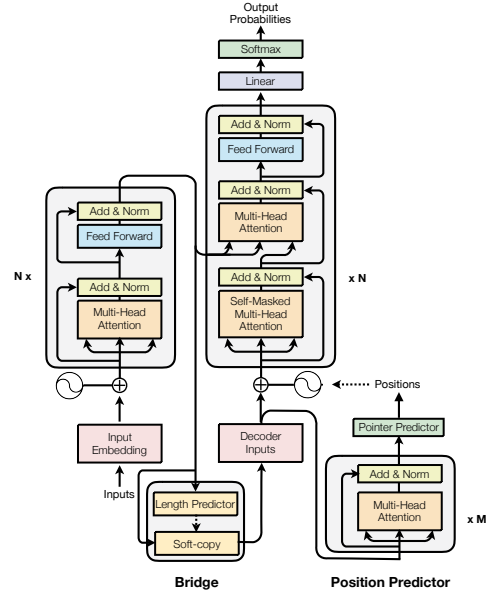 Output
Probabilities
Softmax
Linear
Add & Norm
Feed Forward
Add & Norm
Multi-Head
Attention
Add & Norm
Self-Masked
Multi-Head
Attention
x N
Add & Norm
Feed Forward
N x
Add & Norm
Multi-Head
Attention
Positions
Input
Embedding
Decoder
Inputs
Pointer Predictor
Inputs
Length Predictor
Soft-copy
Add & Norm
Multi-Head
Attention
x M
Bridge
Position Predictor